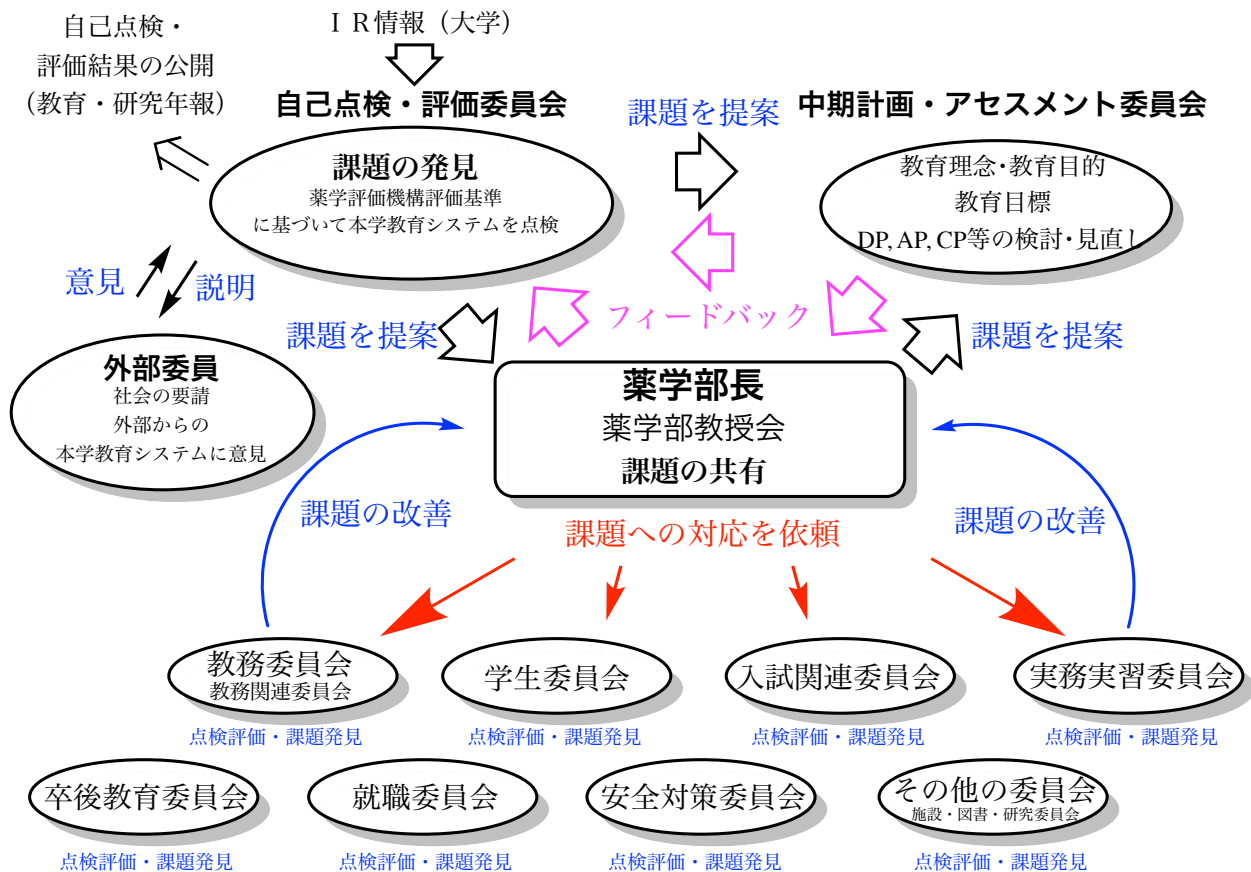 自己点検・
評価結果の公開
（教育・研究年報）
ＩＲ情報（大学）
自己点検・評価委員会
課題の発見
薬学評価機構評価基準
に基づいて本学教育システムを点検
課題を提案
中期計画・アセスメント委員会
教育理念・教育目的
教育目標
DP, AP, CP等の検討・見直し
意見
説明
外部委員
社会の要請
外部からの
本学教育システムに意見
課題を提案
フィードバック
課題を提案
薬学部長
薬学部教授会
課題の共有
課題の改善
課題への対応を依頼
課題の改善
教務委員会
教務関連委員会
点検評価・課題発見
学生委員会
点検評価・課題発見
入試関連委員会
点検評価・課題発見
実務実習委員会
点検評価・課題発見
卒後教育委員会
点検評価・課題発見
就職委員会
点検評価・課題発見
安全対策委員会
点検評価・課題発見
その他の委員会
施設・図書・研究委員会
点検評価・課題発見